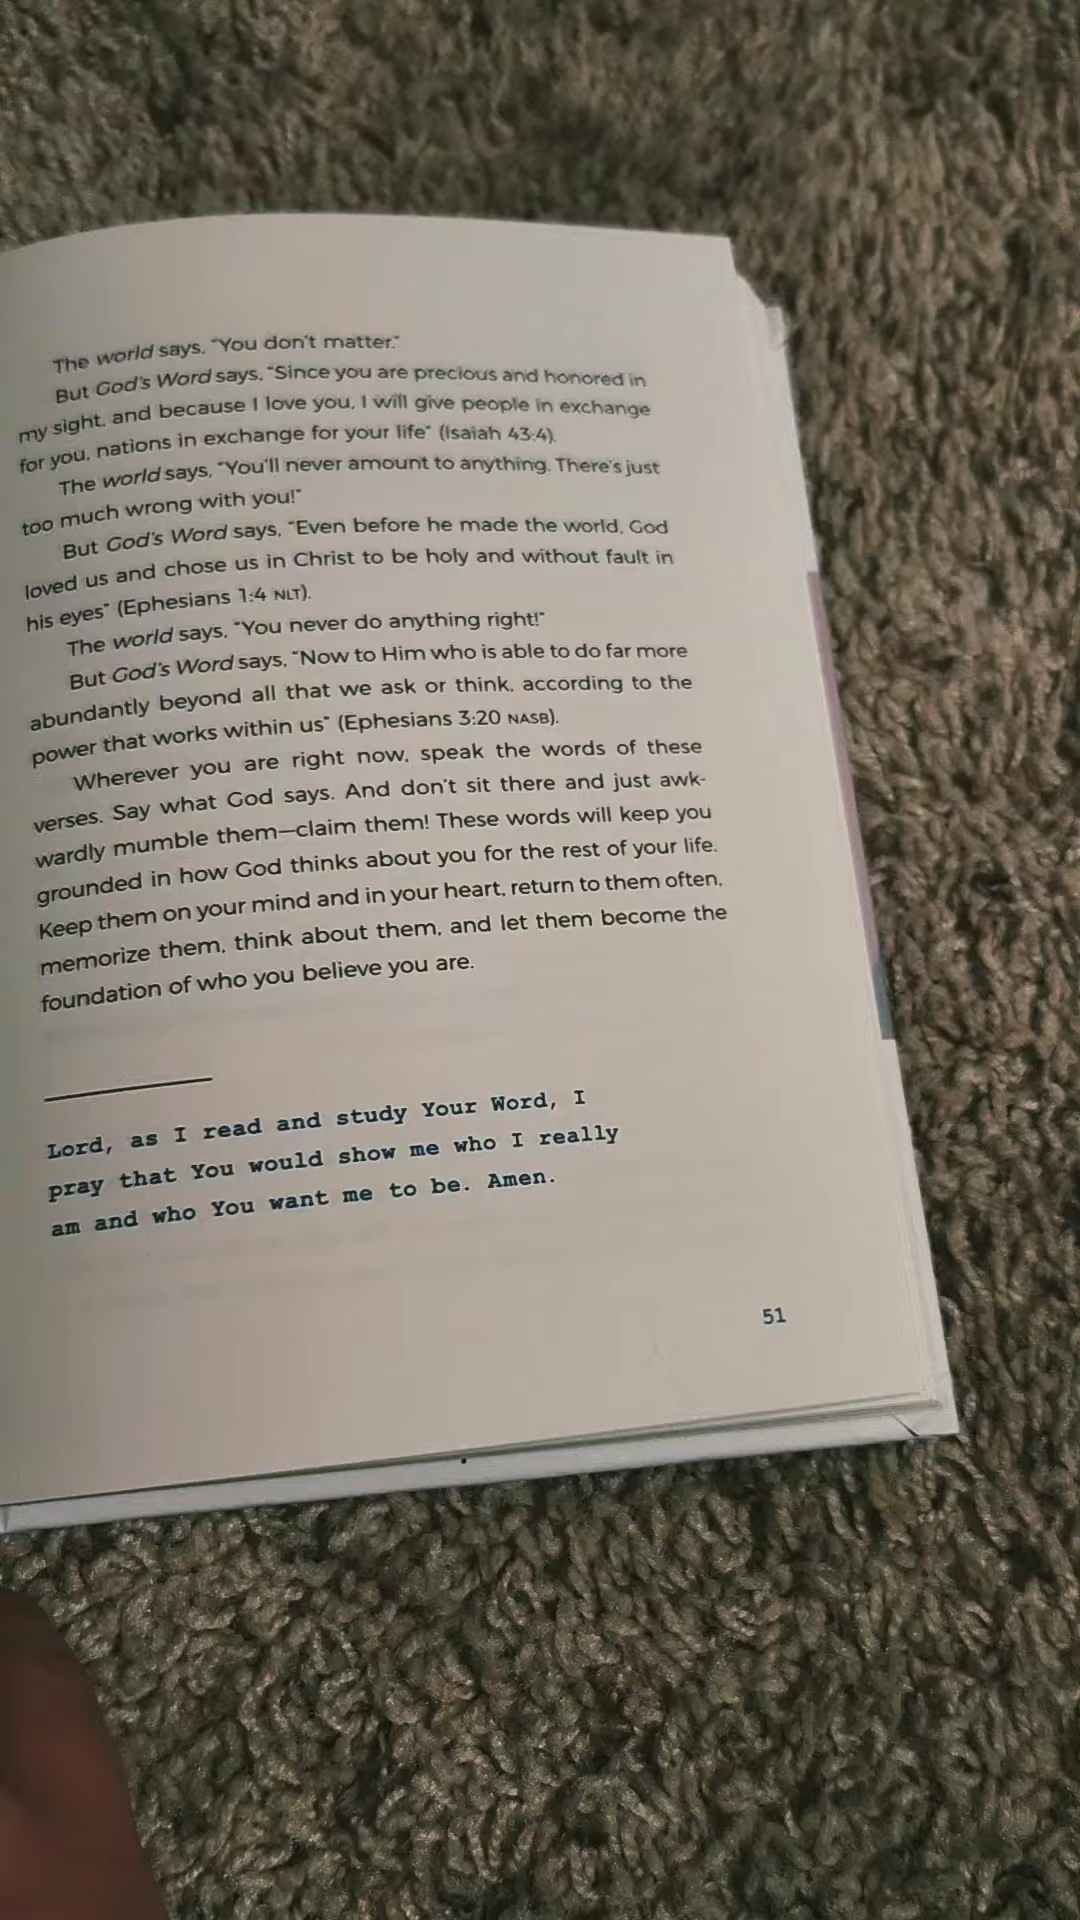 The world says, "You don't matter."
But God's Word says, "Since you are precious and honored in
my sight, and because I love you, I will give people in exchange
for you, nations in exchange for your life" (Isaiah 43:4).
The world says, "You'll never amount to anything. There's just
too much wrong with you!"
But God's Word says, "Even before he made the world, God
loved us and chose us in Christ to be holy and without fault in
his eyes" (Ephesians 1:4 NLT).
The world says, "You never do anything right!"
But God's Word says, "Now to Him who is able to do far more
abundantly beyond all that we ask or think, according to the
power that works within us" (Ephesians 3:20 NASB).
Wherever you are right now, speak the words of these
verses. Say what God says. And don't sit there and just awk-
wardly mumble them—claim them! These words will keep you
grounded in how God thinks about you for the rest of your life.
Keep them on your mind and in your heart, return to them often,
memorize them, think about them, and let them become the
foundation of who you believe you are.
Lord, as I read and study Your Word, I
pray that You would show me who I really
am and who You want me to be. Amen.
51